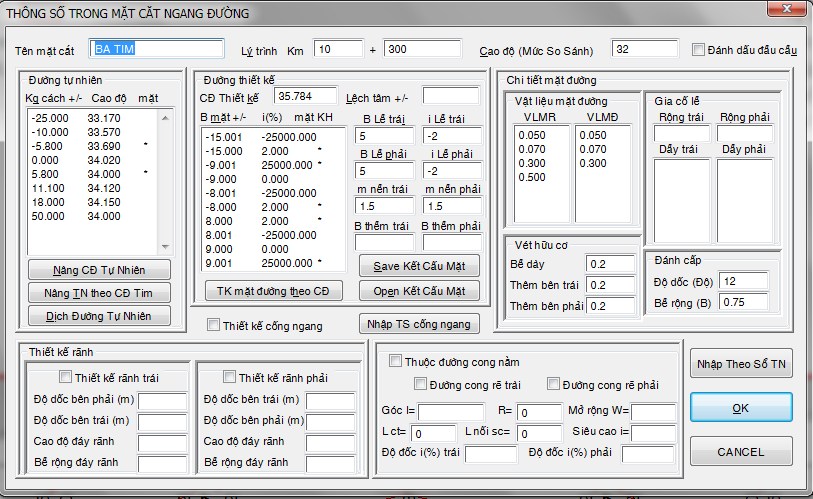 THÔNG SỐ TRONG MẶT CẮT NGANG ĐƯỜNG
Tên mặt cắt BA TIM Lý trình Km 10 + 300 Cao độ (Mức So Sánh) 32 Đánh dấu đầu cầu
Đường tự nhiên
Kg cách +/- Cao độ mặt
-25.000 33.170
-10.000 33.570
-5.800 33.690 *
0.000 34.020
5.800 34.000 *
11.100 34.120
18.000 34.150
50.000 34.000
Nâng CĐ Tự Nhiên
Nâng TN theo CĐ Tim
Dịch Đường Tự Nhiên
Đường thiết kế
CĐ Thiết kế 35.784 Lệch tâm +/-
B mặt +/- i(%) mặt KH
-15.001 -25000.000
-15.000 2.000 *
-9.001 25000.000 *
-9.000 0.000
-8.001 -25000.000
-8.000 2.000 *
8.000 2.000 *
8.001 -25000.000
9.000 0.000
9.001 25000.000 *
B Lề trái i Lề trái
5 -2
B Lề phải i Lề phải
5 -2
m nền trái m nền phải
1.5 1.5
B thềm trái B thềm phải
Save Kết Cấu Mặt
Open Kết Cấu Mặt
TK mặt đường theo CĐ
Thiết kế cống ngang
Nhập TS cống ngang
Chi tiết mặt đường
Vật liệu mặt đường
VLMR VLMĐ
0.050 0.050
0.070 0.070
0.300 0.300
0.500
Gia cố lề
Rộng trái Rộng phải
Dầy trái Dầy phải
Vét hữu cơ
Bề dày 0.2
Thêm bên trái 0.2
Thêm bên phải 0.2
Đánh cấp
Độ dốc (Độ) 12
Bề rộng (B) 0.75
Thiết kế rãnh
Thiết kế rãnh trái
Độ dốc bên phải (m)
Độ dốc bên trái (m)
Cao độ đáy rãnh
Bề rộng đáy rãnh
Thiết kế rãnh phải
Độ dốc bên trái (m)
Độ dốc bên phải (m)
Cao độ đáy rãnh
Bề rộng đáy rãnh
Thuộc đường cong nằm
Đường cong rẽ trái Đường cong rẽ phải
Góc I= R= 0 Mở rộng W=
L ct= 0 L nối sc= 0 Siêu cao i=
Độ dốc i(%) trái Độ dốc i(%) phải
Nhập Theo Sổ TN
OK
CANCEL